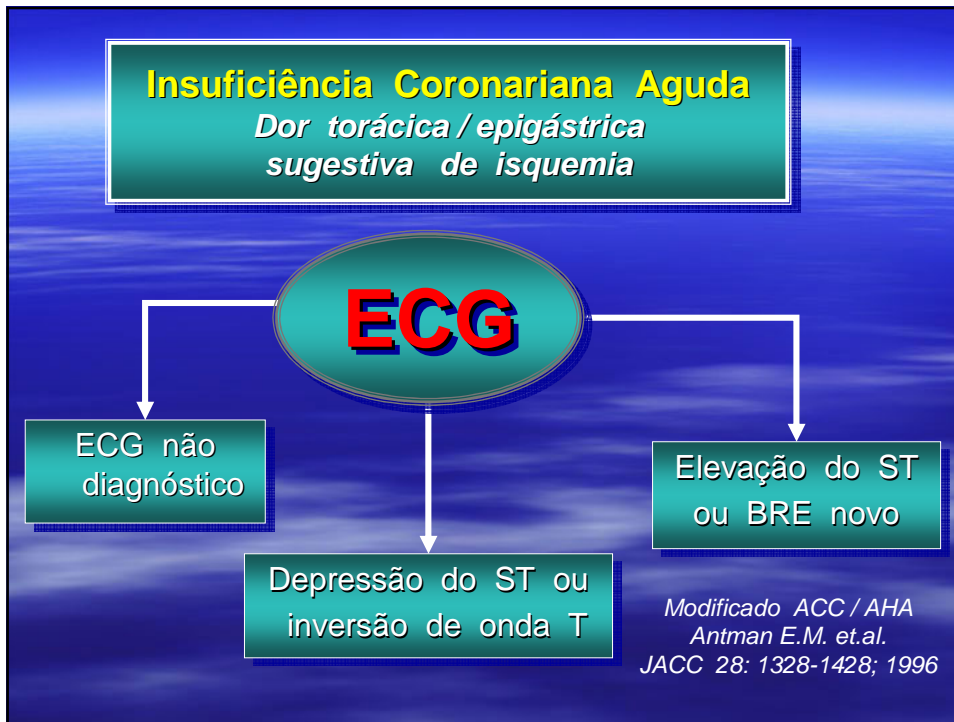 Insuficiência Coronariana Aguda
Dor torácica / epigástrica
sugestiva de isquemia
ECG
ECG não
diagnóstico
Elevação do ST
ou BRE novo
Depressão do ST ou
inversão de onda T
Modificado ACC / AHA
Antman E.M. et.al.
JACC 28: 1328-1428; 1996